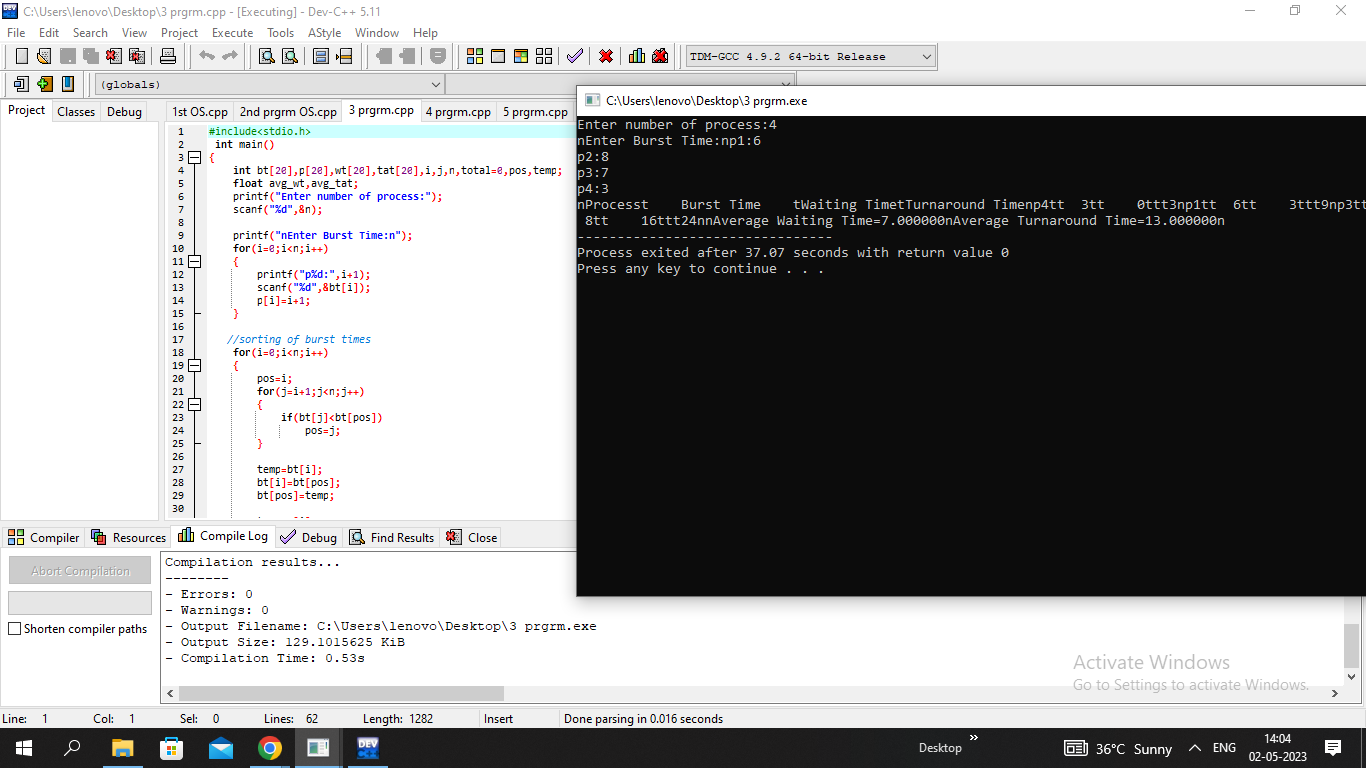 C:\Users\lenovo\Desktop\3 prgrm.cpp - [Executing] - Dev-C++ 5.11
File Edit Search View Project Execute Tools AStyle Window Help
TDM-GCC 4.9.2 64-bit Release
(globals)
Project Classes Debug
1st OS.cpp 2nd prgrm OS.cpp 3 prgrm.cpp 4 prgrm.cpp 5 prgrm.cpp
1 #include<stdio.h>
2 int main()
3 {
4 int bt[20],p[20],wt[20],tat[20],i,j,n,total=0,pos,temp;
5 float avg_wt,avg_tat;
6 printf("Enter number of process:");
7 scanf("%d",&n);
8
9 printf("nEnter Burst Time:n");
10 for(i=0;i<n;i++)
11 {
12 printf("p%d:",i+1);
13 scanf("%d",&bt[i]);
14 p[i]=i+1;
15 }
16
17 //sorting of burst times
18 for(i=0;i<n;i++)
19 {
20 pos=i;
21 for(j=i+1;j<n;j++)
22 {
23 if(bt[j]<bt[pos])
24 pos=j;
25 }
26
27 temp=bt[i];
28 bt[i]=bt[pos];
29 bt[pos]=temp;
30
C:\Users\lenovo\Desktop\3 prgrm.exe
Enter number of process:4
nEnter Burst Time:np1:6
p2:8
p3:7
p4:3
nProcesst    Burst Time    tWaiting TimetTurnaround Timenp4tt  3tt    0ttt3np1tt  6tt    3ttt9np3tt
 8tt    16ttt24nnAverage Waiting Time=7.000000nAverage Turnaround Time=13.000000n
--------------------------------
Process exited after 37.07 seconds with return value 0
Press any key to continue . . .
Compiler Resources Compile Log Debug Find Results Close
Abort Compilation
Shorten compiler paths
Compilation results...
--------
- Errors: 0
- Warnings: 0
- Output Filename: C:\Users\lenovo\Desktop\3 prgrm.exe
- Output Size: 129.1015625 KiB
- Compilation Time: 0.53s
Activate Windows
Go to Settings to activate Windows.
Line: 1 Col: 1 Sel: 0 Lines: 62 Length: 1282 Insert Done parsing in 0.016 seconds
DEV
Desktop » 36°C Sunny ENG 14:04
02-05-2023